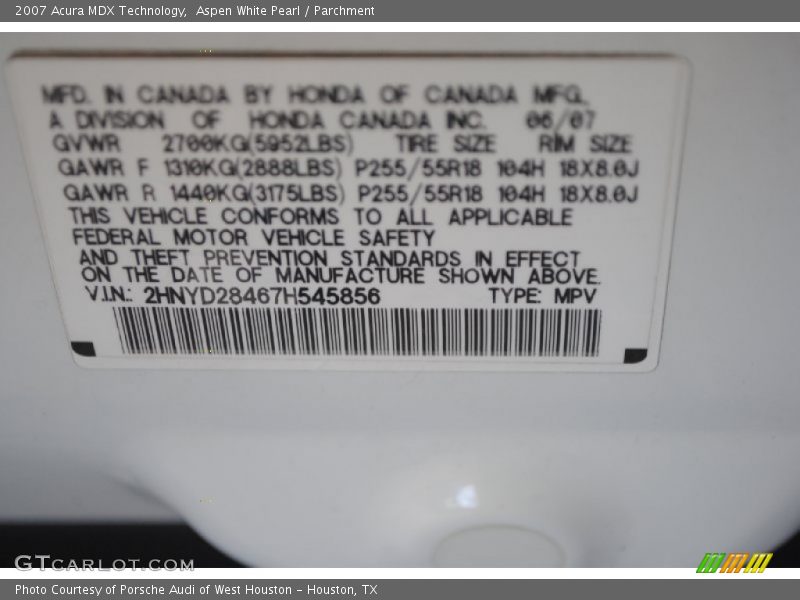 2007 Acura MDX Technology, Aspen White Pearl / Parchment
MFD. IN CANADA BY HONDA OF CANADA MFG.,
A DIVISION OF HONDA CANADA INC. 06/07
GVWR 2700KG(5952LBS) TIRE SIZE RIM SIZE
GAWR F 1310KG(2888LBS) P255/55R18 104H 18X8.0J
GAWR R 1440KG(3175LBS) P255/55R18 104H 18X8.0J
THIS VEHICLE CONFORMS TO ALL APPLICABLE
FEDERAL MOTOR VEHICLE SAFETY
AND THEFT PREVENTION STANDARDS IN EFFECT
ON THE DATE OF MANUFACTURE SHOWN ABOVE.
V.I.N.: 2HNYD28467H545856 TYPE: MPV
GTCARLOT.COM
Photo Courtesy of Porsche Audi of West Houston - Houston, TX